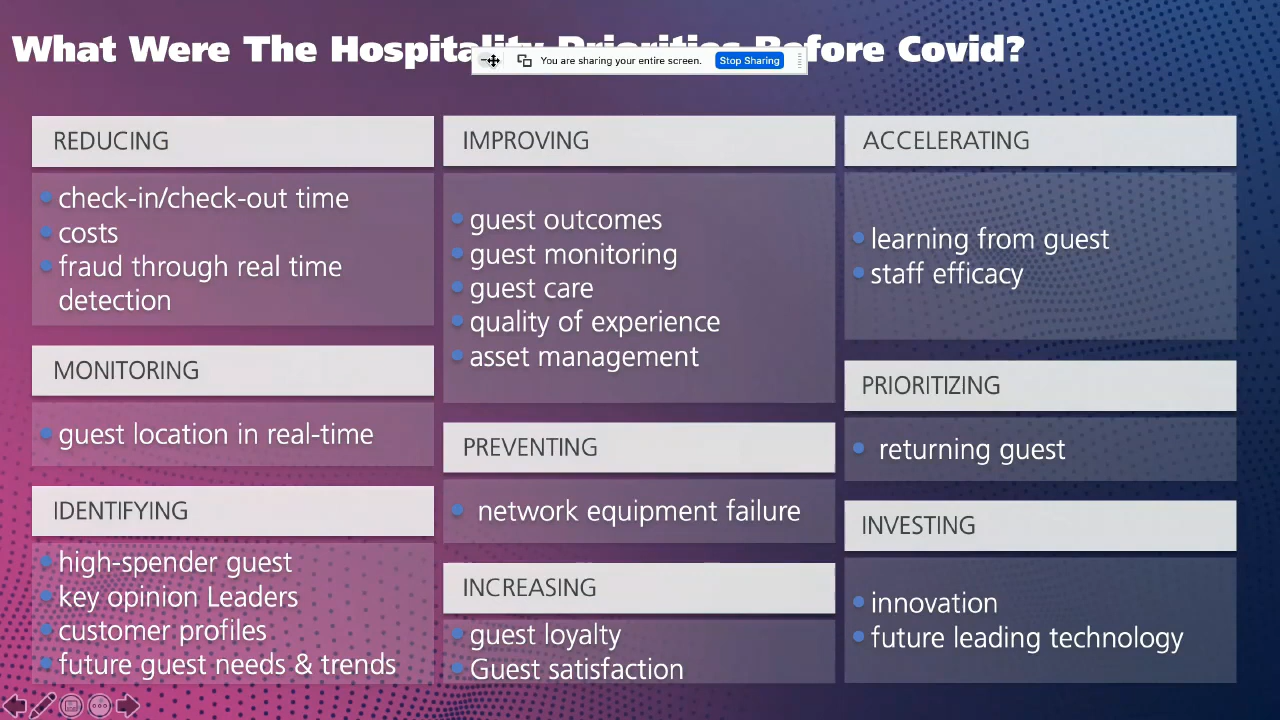 What Were The Hospitality Priorities Before Covid?
You are sharing your entire screen. Stop Sharing
REDUCING
check-in/check-out time
costs
fraud through real time
detection
MONITORING
guest location in real-time
IDENTIFYING
high-spender guest
key opinion Leaders
customer profiles
future guest needs & trends
IMPROVING
guest outcomes
guest monitoring
guest care
quality of experience
asset management
PREVENTING
network equipment failure
INCREASING
guest loyalty
Guest satisfaction
ACCELERATING
learning from guest
staff efficacy
PRIORITIZING
returning guest
INVESTING
innovation
future leading technology